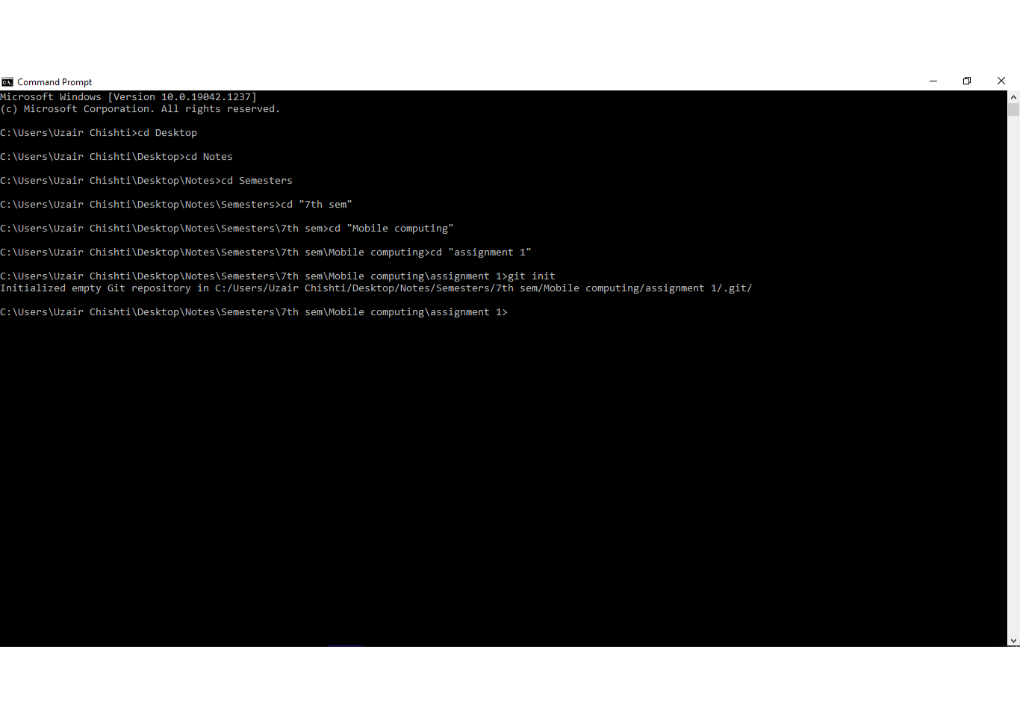 Command Prompt
Microsoft Windows [Version 10.0.19042.1237]
(c) Microsoft Corporation. All rights reserved.
C:\Users\Uzair Chishti>cd Desktop
C:\Users\Uzair Chishti\Desktop>cd Notes
C:\Users\Uzair Chishti\Desktop\Notes>cd Semesters
C:\Users\Uzair Chishti\Desktop\Notes\Semesters>cd "7th sem"
C:\Users\Uzair Chishti\Desktop\Notes\Semesters\7th sem>cd "Mobile computing"
C:\Users\Uzair Chishti\Desktop\Notes\Semesters\7th sem\Mobile computing>cd "assignment 1"
C:\Users\Uzair Chishti\Desktop\Notes\Semesters\7th sem\Mobile computing\assignment 1>git init
Initialized empty Git repository in C:/Users/Uzair Chishti/Desktop/Notes/Semesters/7th sem/Mobile computing/assignment 1/.git/
C:\Users\Uzair Chishti\Desktop\Notes\Semesters\7th sem\Mobile computing\assignment 1>